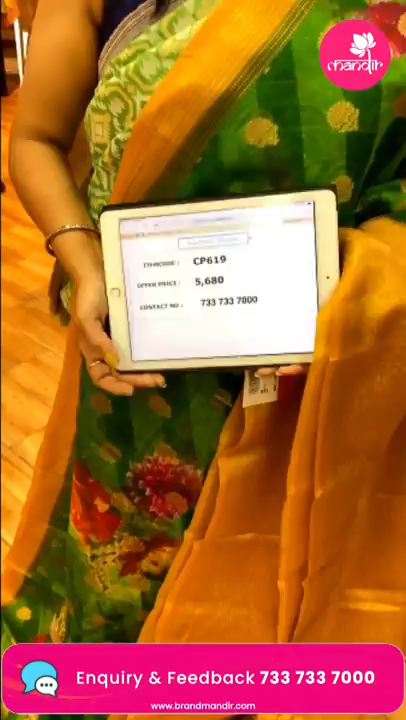 mandir
ITEMCODE : CP619
OFFER PRICE : 5,680
CONTACT NO : 733 733 7000
Enquiry & Feedback 733 733 7000
www.brandmandir.com